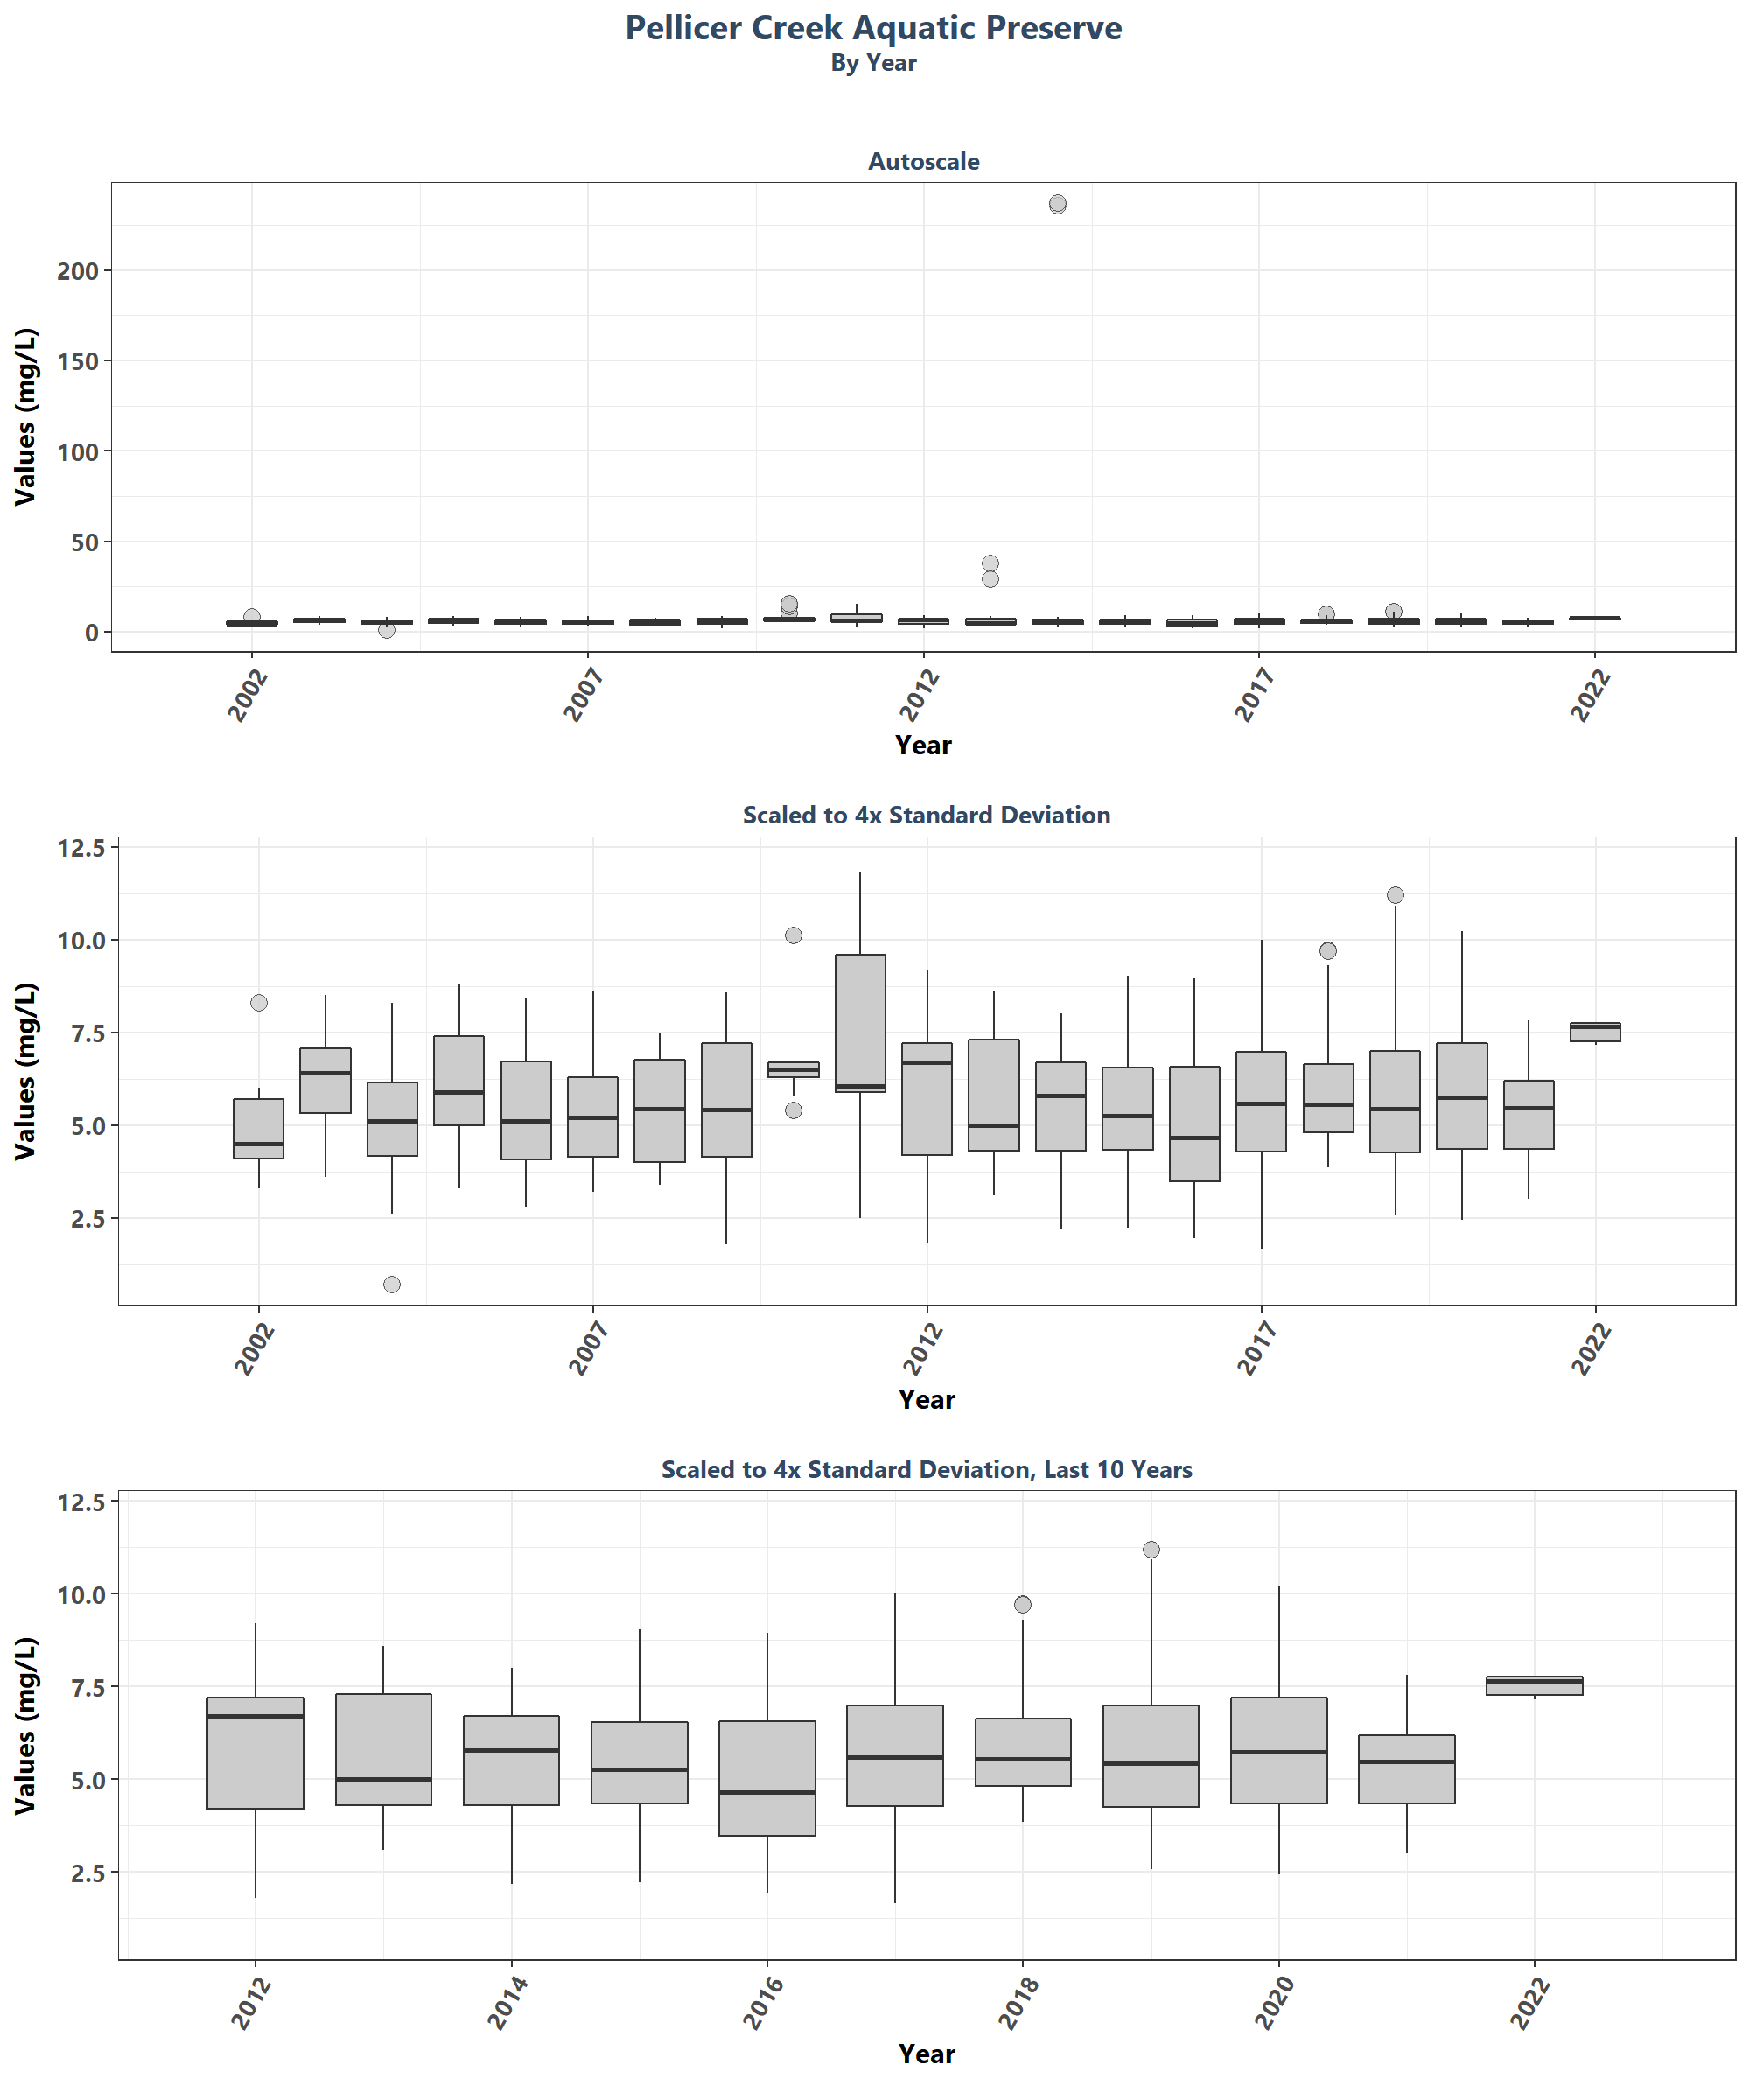 Pellicer Creek Aquatic Preserve
By Year
Autoscale
Values (mg/L)
200
150
100
50
0
2002
2007
2012
2017
2022
Year
Scaled to 4x Standard Deviation
Values (mg/L)
12.5
10.0
7.5
5.0
2.5
2002
2007
2012
2017
2022
Year
Scaled to 4x Standard Deviation, Last 10 Years
Values (mg/L)
12.5
10.0
7.5
5.0
2.5
2012
2014
2016
2018
2020
2022
Year